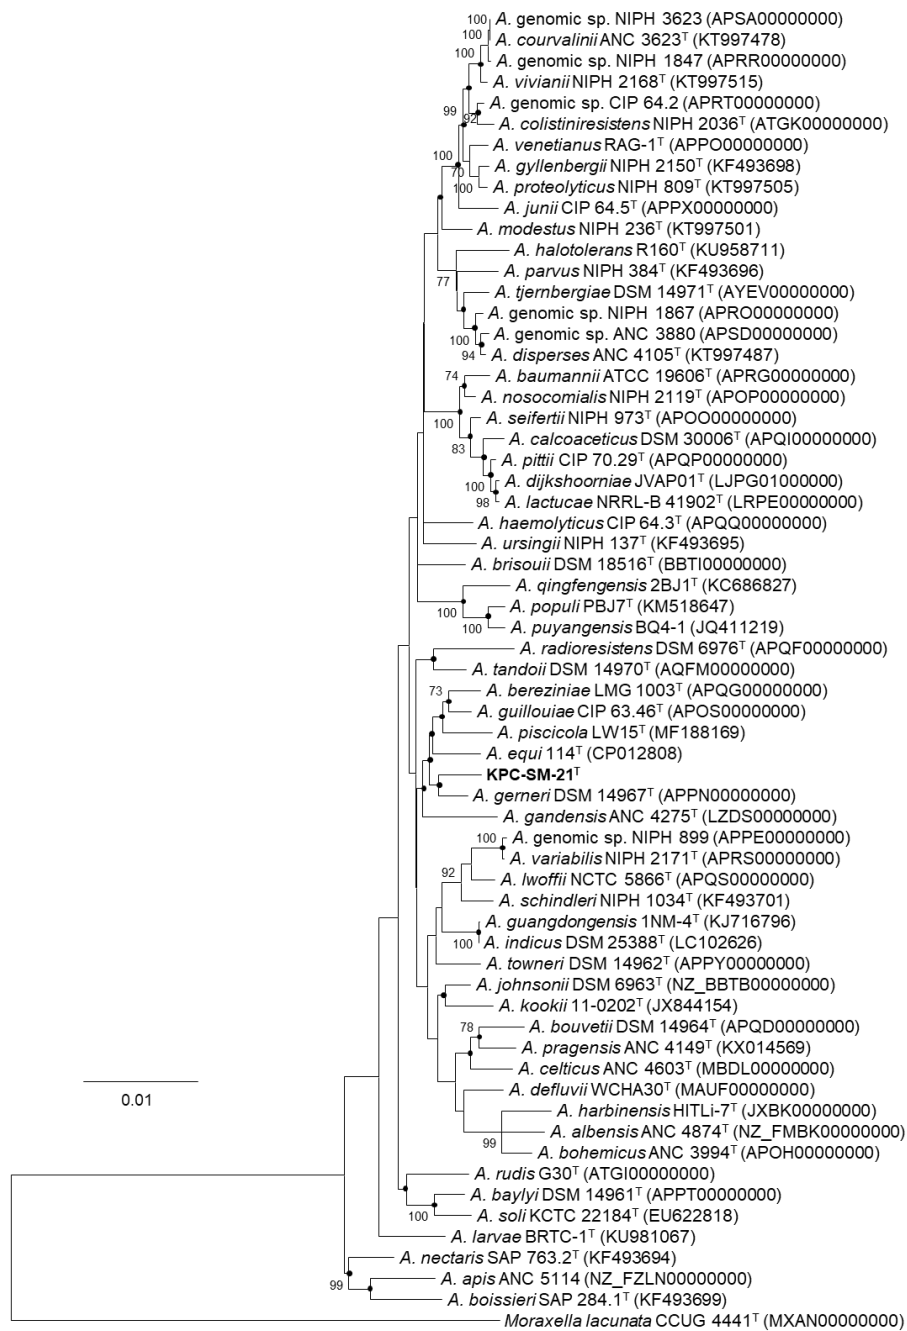 100 A. genomic sp. NIPH 3623 (APSA00000000)
100 A. courvalinii ANC 3623ᵀ (KT997478)
100 A. genomic sp. NIPH 1847 (APRR00000000)
A. vivianii NIPH 2168ᵀ (KT997515)
99 A. genomic sp. CIP 64.2 (APRT00000000)
92 A. colistiniresistens NIPH 2036ᵀ (ATGK00000000)
A. venetianus RAG-1ᵀ (APPO00000000)
100 70 A. gyllenbergii NIPH 2150ᵀ (KF493698)
100 A. proteolyticus NIPH 809ᵀ (KT997505)
A. junii CIP 64.5ᵀ (APPX00000000)
A. modestus NIPH 236ᵀ (KT997501)
A. halotolerans R160ᵀ (KU958711)
77 A. parvus NIPH 384ᵀ (KF493696)
A. tjernbergiae DSM 14971ᵀ (AYEV00000000)
A. genomic sp. NIPH 1867 (APRO00000000)
100 A. genomic sp. ANC 3880 (APSD00000000)
94 A. disperses ANC 4105ᵀ (KT997487)
74 A. baumannii ATCC 19606ᵀ (APRG00000000)
A. nosocomialis NIPH 2119ᵀ (APOP00000000)
100 A. seifertii NIPH 973ᵀ (APOO00000000)
83 A. calcoaceticus DSM 30006ᵀ (APQI00000000)
A. pittii CIP 70.29ᵀ (APQP00000000)
100 A. dijkshoorniae JVAP01ᵀ (LJPG01000000)
98 A. lactucae NRRL-B 41902ᵀ (LRPE00000000)
A. haemolyticus CIP 64.3ᵀ (APQQ00000000)
A. ursingii NIPH 137ᵀ (KF493695)
A. brisouii DSM 18516ᵀ (BBTI00000000)
A. qingfengensis 2BJ1ᵀ (KC686827)
100 A. populi PBJ7ᵀ (KM518647)
100 A. puyangensis BQ4-1 (JQ411219)
A. radioresistens DSM 6976ᵀ (APQF00000000)
A. tandoii DSM 14970ᵀ (AQFM00000000)
73 A. bereziniae LMG 1003ᵀ (APQG00000000)
A. guillouiae CIP 63.46ᵀ (APOS00000000)
A. piscicola LW15ᵀ (MF188169)
A. equi 114ᵀ (CP012808)
KPC-SM-21ᵀ
A. gerneri DSM 14967ᵀ (APPN00000000)
A. gandensis ANC 4275ᵀ (LZDS00000000)
100 A. genomic sp. NIPH 899 (APPE00000000)
A. variabilis NIPH 2171ᵀ (APRS00000000)
92 A. lwoffii NCTC 5866ᵀ (APQS00000000)
A. schindleri NIPH 1034ᵀ (KF493701)
A. guangdongensis 1NM-4ᵀ (KJ716796)
100 A. indicus DSM 25388ᵀ (LC102626)
A. towneri DSM 14962ᵀ (APPY00000000)
A. johnsonii DSM 6963ᵀ (NZ_BBTB00000000)
A. kookii 11-0202ᵀ (JX844154)
78 A. bouvetii DSM 14964ᵀ (APQD00000000)
A. pragensis ANC 4149ᵀ (KX014569)
A. celticus ANC 4603ᵀ (MBDL00000000)
A. defluvii WCHA30ᵀ (MAUF00000000)
0.01
A. harbinensis HITLi-7ᵀ (JXBK00000000)
A. albensis ANC 4874ᵀ (NZ_FMBK00000000)
99 A. bohemicus ANC 3994ᵀ (APOH00000000)
A. rudis G30ᵀ (ATGI00000000)
A. baylyi DSM 14961ᵀ (APPT00000000)
100 A. soli KCTC 22184ᵀ (EU622818)
A. larvae BRTC-1ᵀ (KU981067)
A. nectaris SAP 763.2ᵀ (KF493694)
99 A. apis ANC 5114 (NZ_FZLN00000000)
A. boissieri SAP 284.1ᵀ (KF493699)
Moraxella lacunata CCUG 4441ᵀ (MXAN00000000)